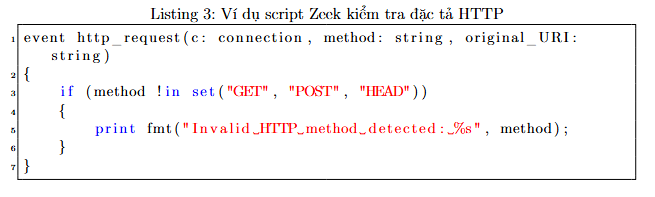 Listing 3: Ví dụ script Zeek kiểm tra đặc tả HTTP
1 event http_request(c: connection, method: string, original_URI:
string)
2 {
3 if (method !in set("GET", "POST", "HEAD"))
4 {
5 print fmt("Invalid␣HTTP␣method␣detected:␣%s", method);
6 }
7 }